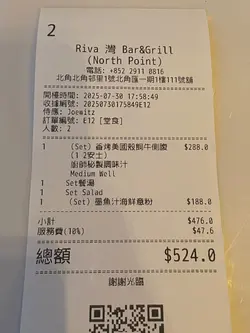 2
Riva 灣 Bar&Grill
(North Point)
電話: +852 2911 0816
北角北角邨里1號北角匯一期1樓111號舖
開檯時間: 2025-07-30 17:58:49
收據編號: 20250730175849E12
侍應: Jormitz
訂單編號: E12 [堂食]
人數: 2
1 (Set) 香烤美國殺熟牛側腹 $288.0
(12安士)
廚師秘製調味汁
Medium Well
1 Set餐湯
1 Set Salad
1 (Set) 墨魚汁海鮮意粉 $188.0
小計 $476.0
服務費(10%) $47.6
總額 $524.0
謝謝光臨